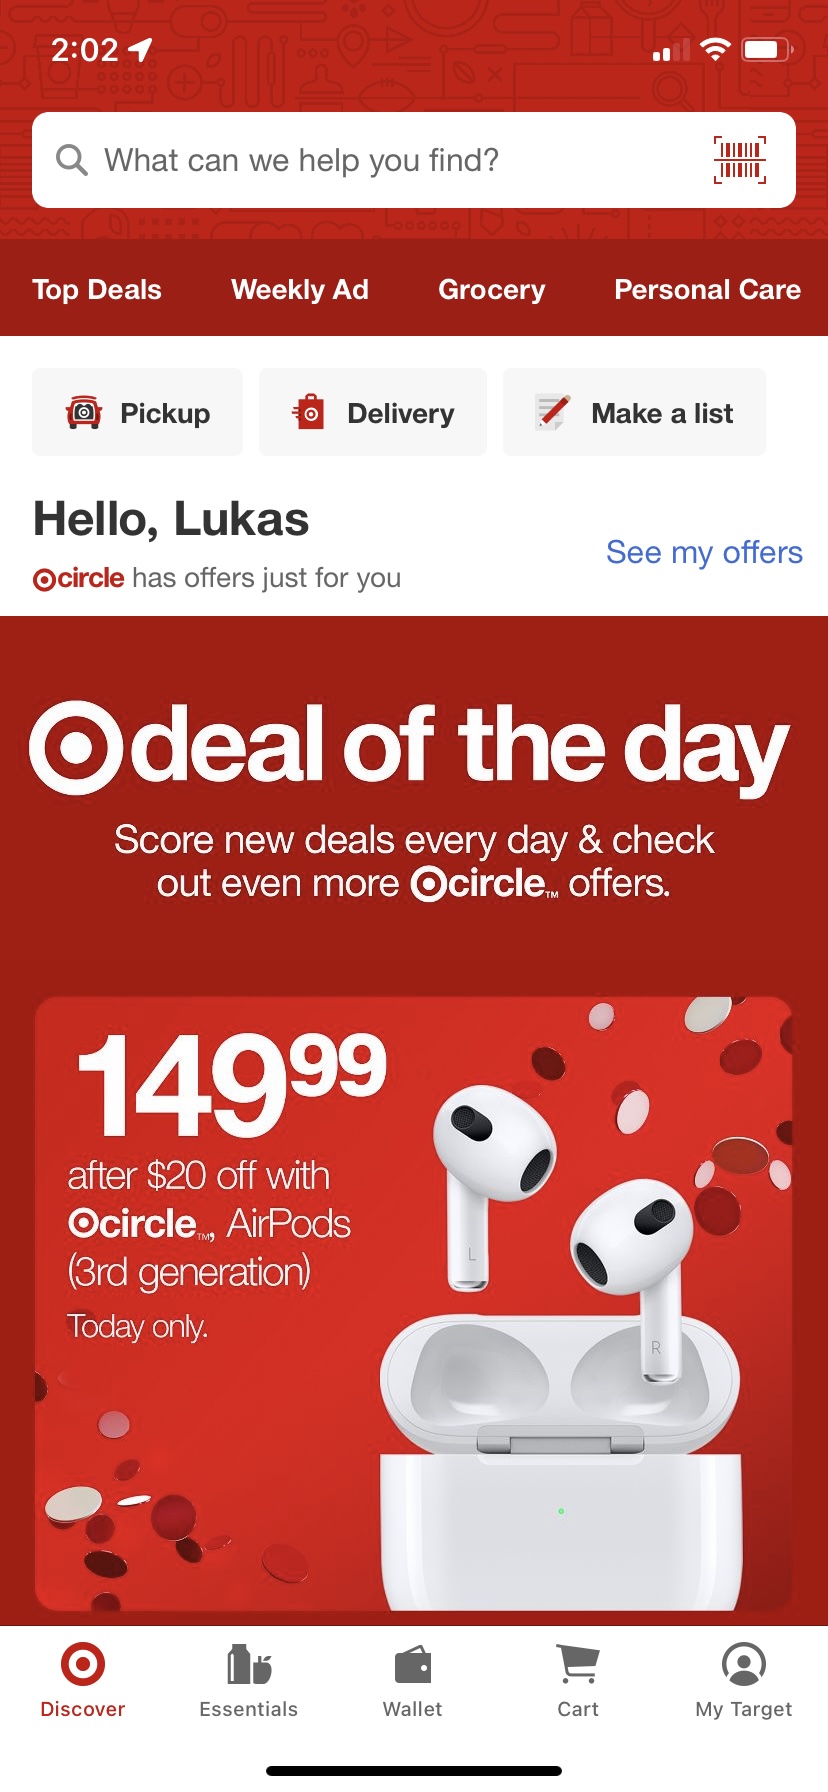 2:02
What can we help you find?
Top Deals Weekly Ad Grocery Personal Care
Pickup Delivery Make a list
Hello, Lukas
circle has offers just for you
See my offers
deal of the day
Score new deals every day & check
out even more circle™ offers.
149⁹⁹
after $20 off with
circle™, AirPods
(3rd generation)
Today only.
L
R
Discover Essentials Wallet Cart My Target